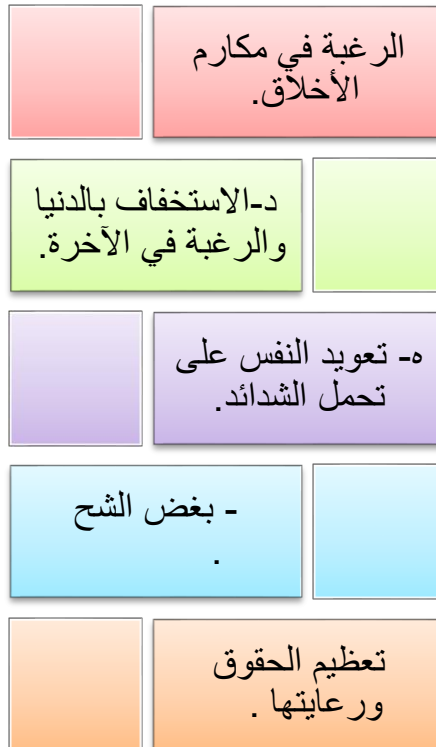 الرغبة في مكارم
الأخلاق.
د-الاستخفاف بالدنيا
والرغبة في الآخرة.
ه- تعويد النفس على
تحمل الشدائد.
- بغض الشح
.
تعظيم الحقوق
ورعايتها .